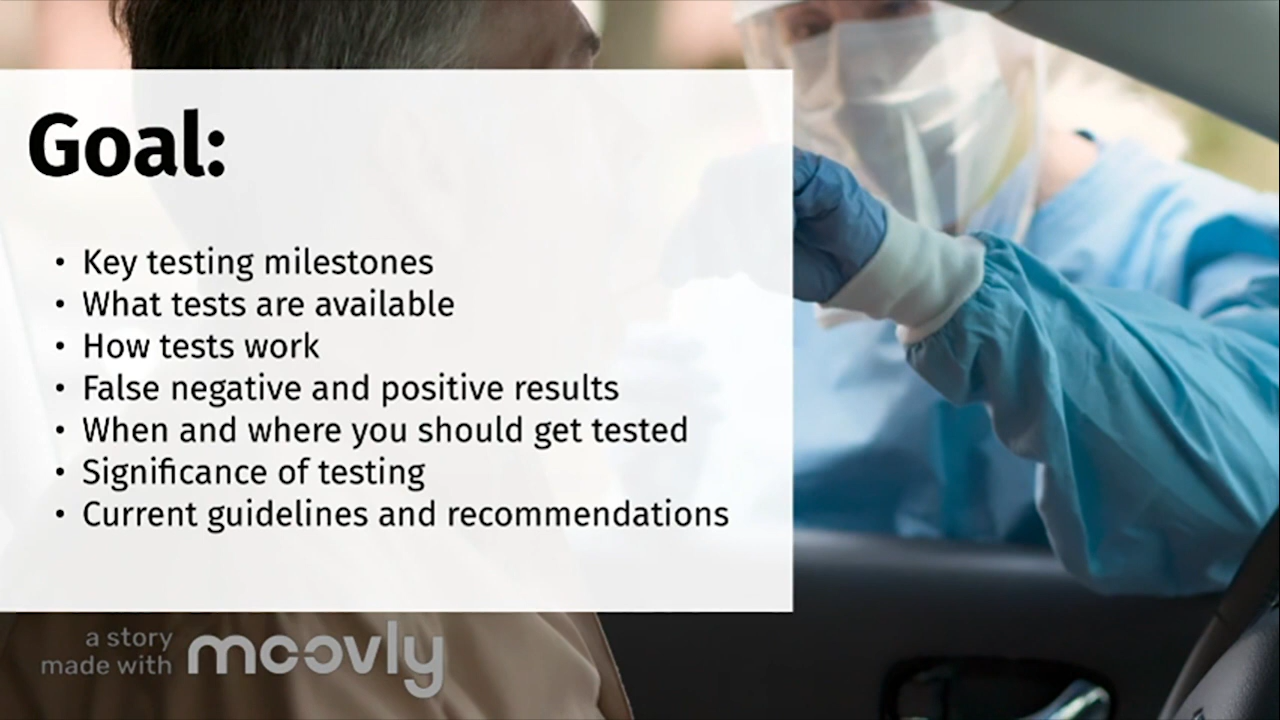 Goal:
• Key testing milestones
• What tests are available
• How tests work
• False negative and positive results
• When and where you should get tested
• Significance of testing
• Current guidelines and recommendations
a story
made with moovly